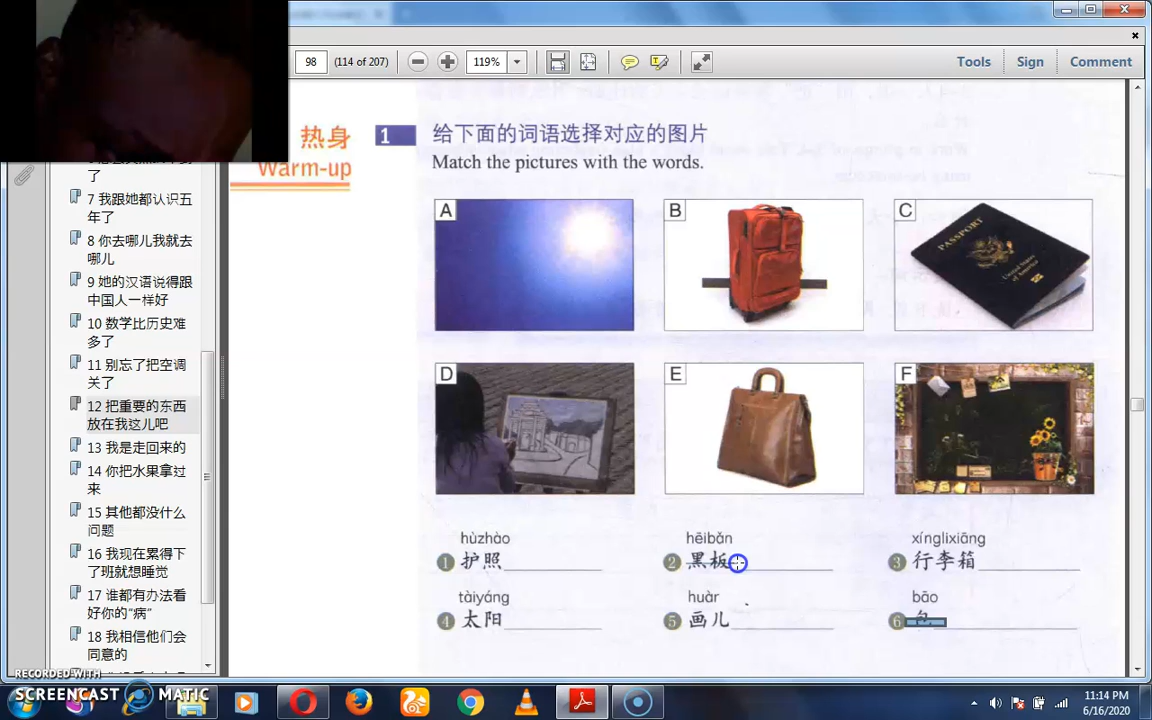 98 (114 of 207) 119% Tools Sign Comment
了
7 我跟她都认识五
年了
8 你去哪儿我就去
哪儿
9 她的汉语说得跟
中国人一样好
10 数学比历史难
多了
11 别忘了把空调
关了
12 把重要的东西
放在我这儿吧
13 我是走回来的
14 你把水果拿过
来
15 其他都没什么
问题
16 我现在累得下
了班就想睡觉
17 谁都有办法看
好你的“病”
18 我相信他们会
同意的
热身
Warm-up
1 给下面的词语选择对应的图片
Match the pictures with the words.
A B C
PASSPORT
United States
of America
D E F
hùzhào hēibǎn xínglixiāng
1 护照 2 黑板 3 行李箱
tàiyáng huàr bāo
4 太阳 5 画儿 6 包
RECORDED WITH
SCREENCAST MATIC
11:14 PM
6/16/2020